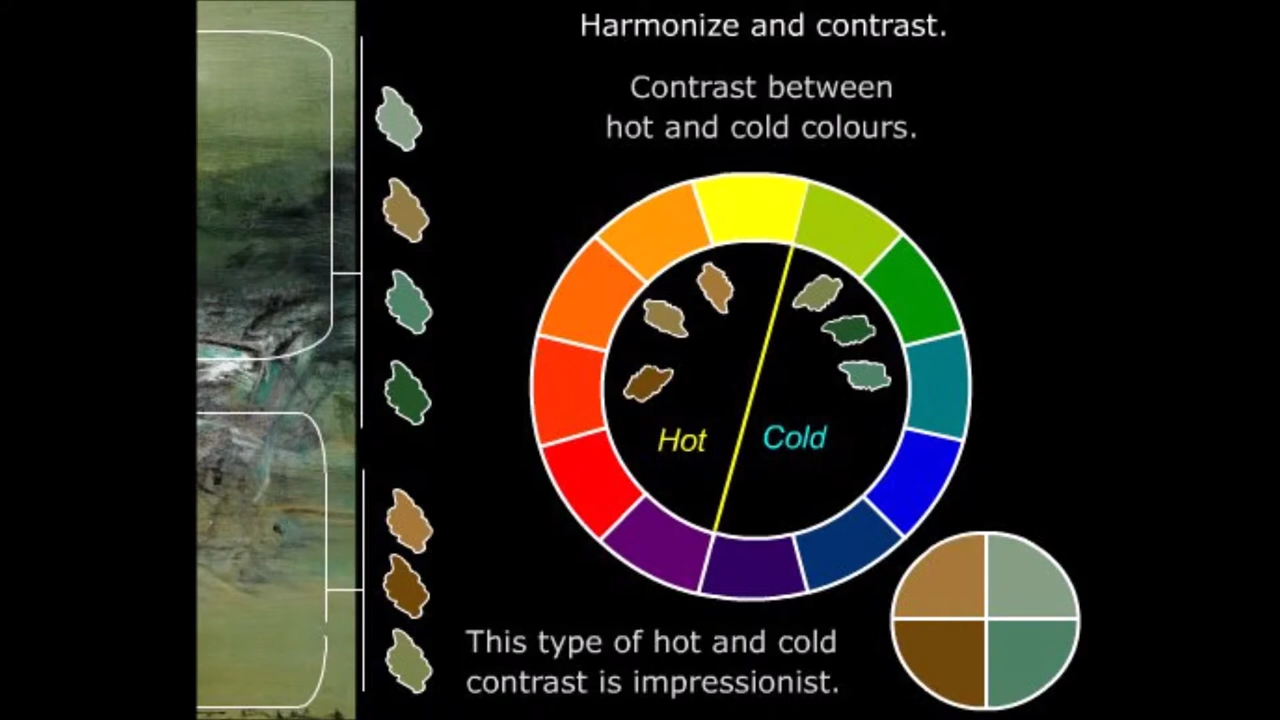 Harmonize and contrast.
Contrast between
hot and cold colours.
Hot
Cold
This type of hot and cold
contrast is impressionist.